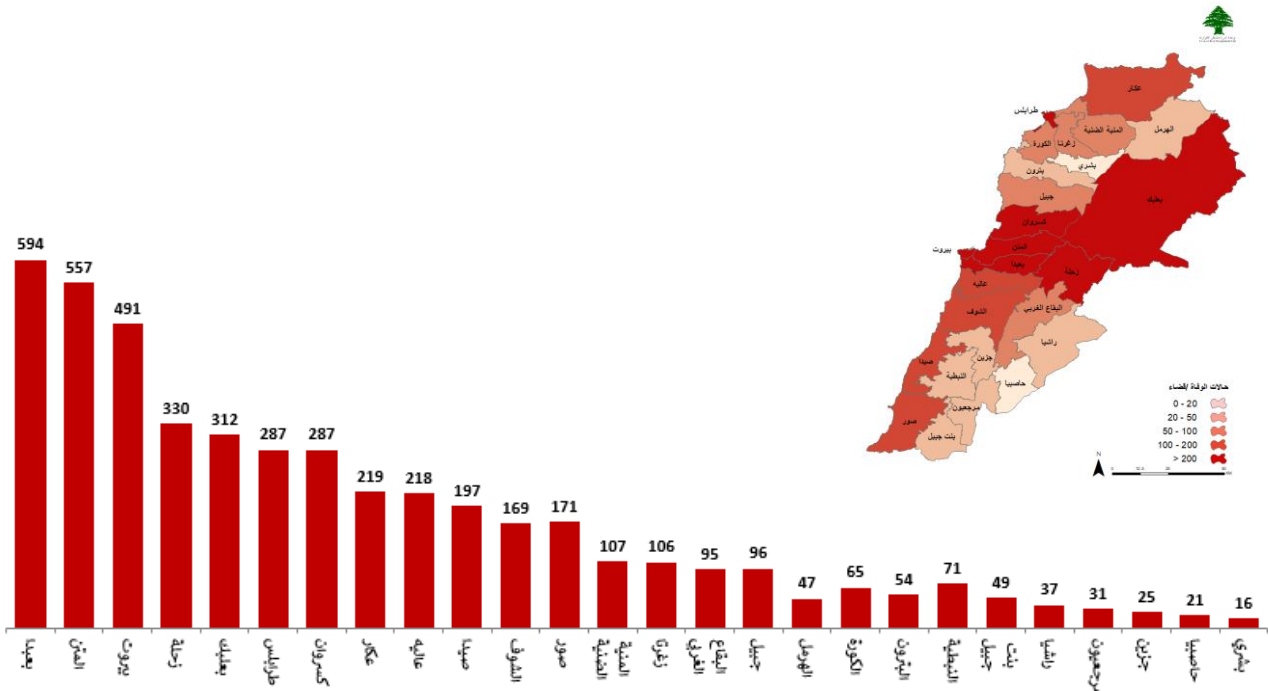 عكار
طرابلس
الهرمل
المنية الضنية
زغرتا
الكورة
بشري
بترون
جبيل
بعلبك
كسروان
المتن
بيروت
بعبدا
زحلة
عاليه
الشوف
البقاع الغربي
راشيا
جزين
صيدا
النبطية
حاصبيا
مرجعيون
صور
بنت جبيل
حالات الوفاة /قضاء
0 - 20
20 - 50
50 - 100
100 - 200
> 200
N
594
557
491
330
312
287
287
219
218
197
169
171
107
106
95
96
47
65
54
71
49
37
31
25
21
16
بعبدا
المتن
بيروت
زحلة
بعلبك
طرابلس
كسروان
عكار
عاليه
صيدا
الشوف
صور
المنية
الضنية
زغرتا
البقاع
الغربي
جبيل
الهرمل
الكورة
البترون
النبطية
بنت
جبيل
راشيا
مرجعيون
جزين
حاصبيا
بشري